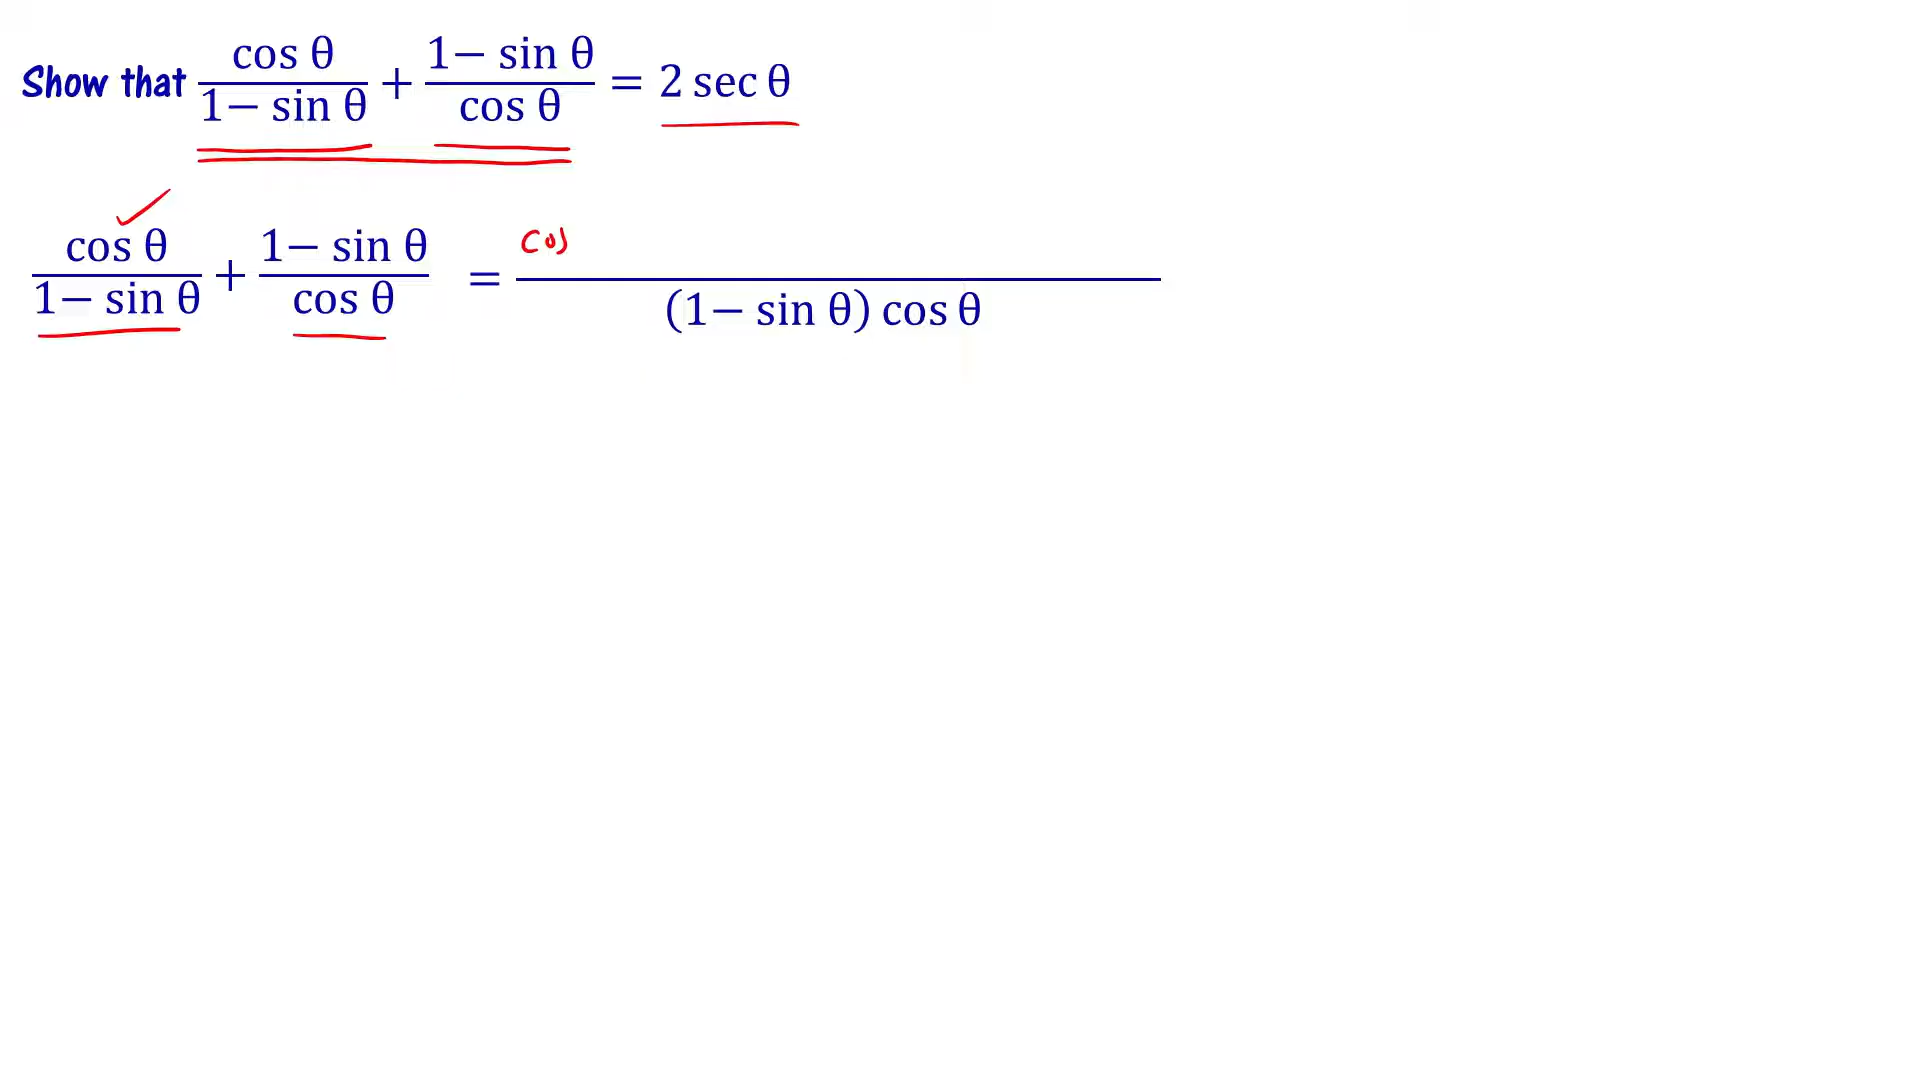 Show that cos θ / 1− sin θ + 1− sin θ / cos θ = 2 sec θ
cos θ / 1− sin θ + 1− sin θ / cos θ = cos / (1− sin θ) cos θ